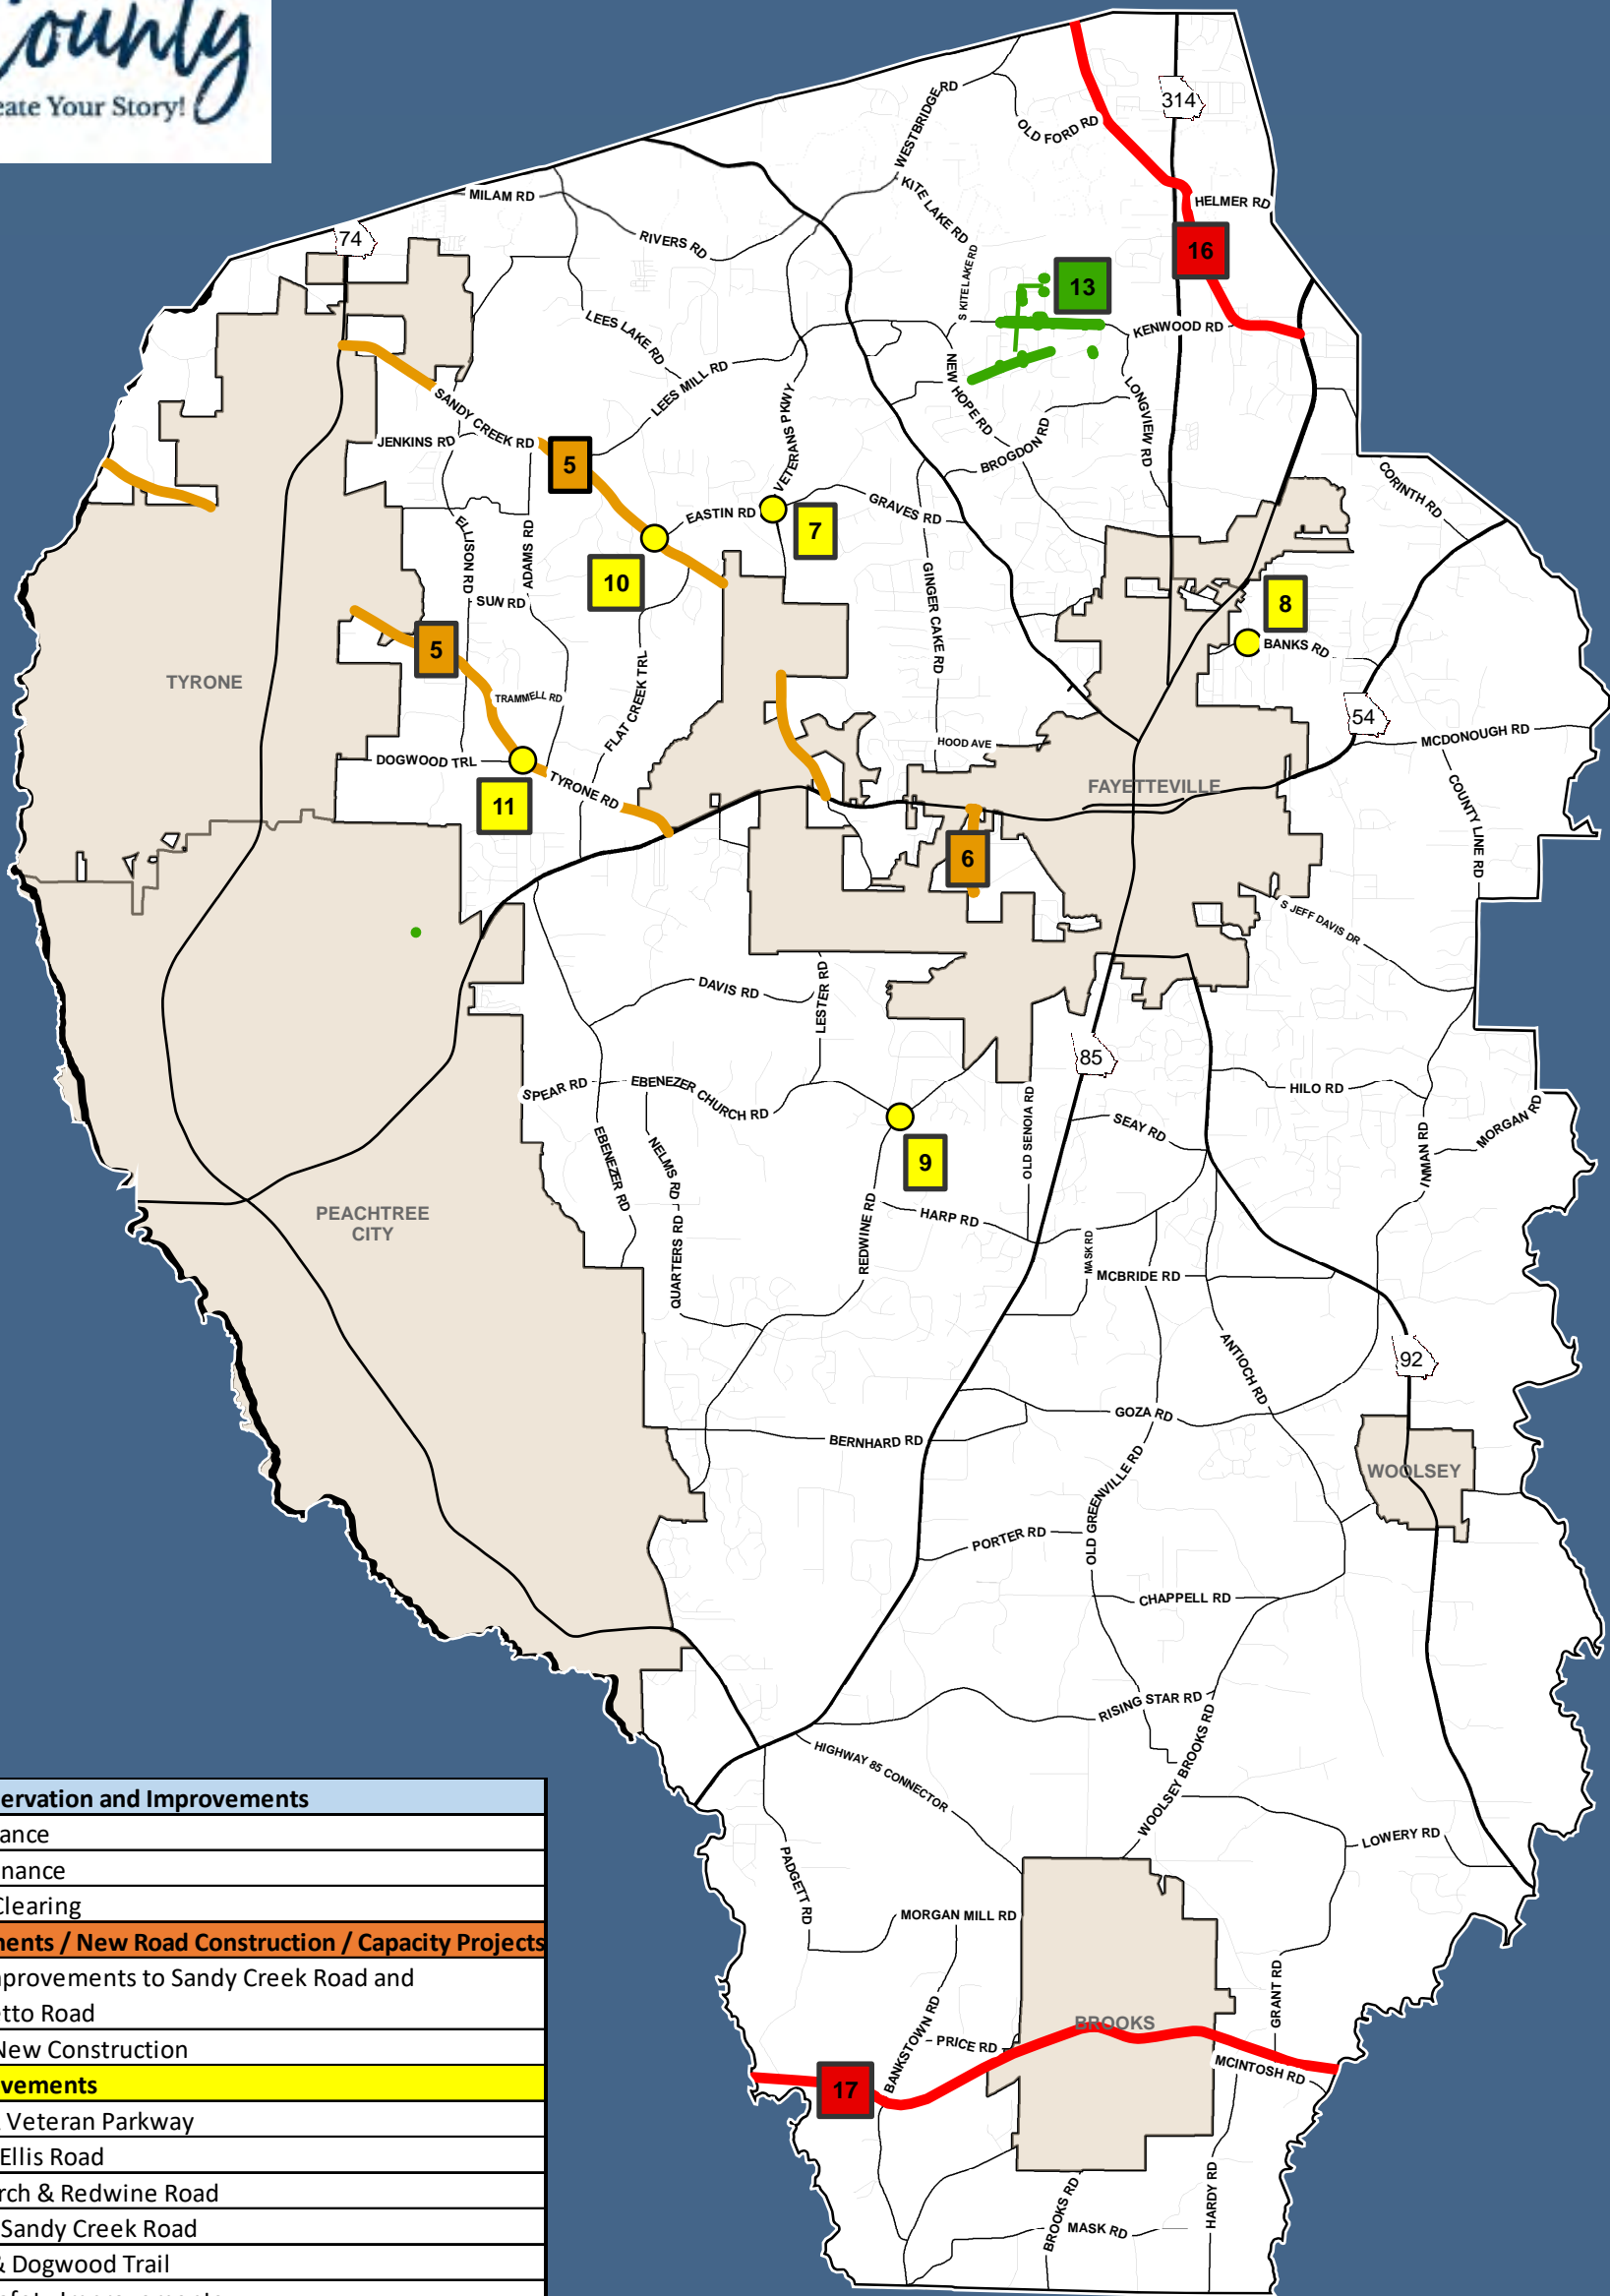 County
eate Your Story!
314
WESTBRIDGE RD
OLD FORD RD
KITE LAKE RD
MILAM RD
HELMER RD
74
RIVERS RD
16
S KITE LAKE RD
13
LEES LAKE RD
KENWOOD RD
LEES MILL RD
NEW HOPE RD
LONGVIEW RD
VETERANS PKWY
SANDY CREEK RD
JENKINS RD
BROGDON RD
5
CORINTH RD
EASTIN RD
7
GRAVES RD
ELLISON RD
ADAMS RD
10
GINGER CAKE RD
SUN RD
8
BANKS RD
5
TYRONE
TRAMMELL RD
FLAT CREEK TRL
54
MCDONOUGH RD
HOOD AVE
DOGWOOD TRL
TYRONE RD
FAYETTEVILLE
11
COUNTY LINE RD
6
S JEFF DAVIS DR
DAVIS RD
LESTER RD
85
SPEAR RD
EBENEZER CHURCH RD
HILO RD
OLD SENOIA RD
SEAY RD
MORGAN RD
INMAN RD
EBENEZER RD
NELMS RD
9
PEACHTREE
CITY
REDWINE RD
HARP RD
QUARTERS RD
MASK RD
MCBRIDE RD
ANTIOCH RD
92
GOZA RD
BERNHARD RD
WOOLSEY
OLD GREENVILLE RD
PORTER RD
CHAPPELL RD
RISING STAR RD
HIGHWAY 85 CONNECTOR
WOOLSEY BROOKS RD
LOWERY RD
PADGETT RD
MORGAN MILL RD
GRANT RD
BROOKS
BANKSTOWN RD
PRICE RD
MCINTOSH RD
17
BROOKS RD
MASK RD
HARDY RD
ervation and Improvements
ance
nance
Clearing
ments / New Road Construction / Capacity Projects
provements to Sandy Creek Road and
etto Road
New Construction
vements
Veteran Parkway
Ellis Road
rch & Redwine Road
Sandy Creek Road
& Dogwood Trail